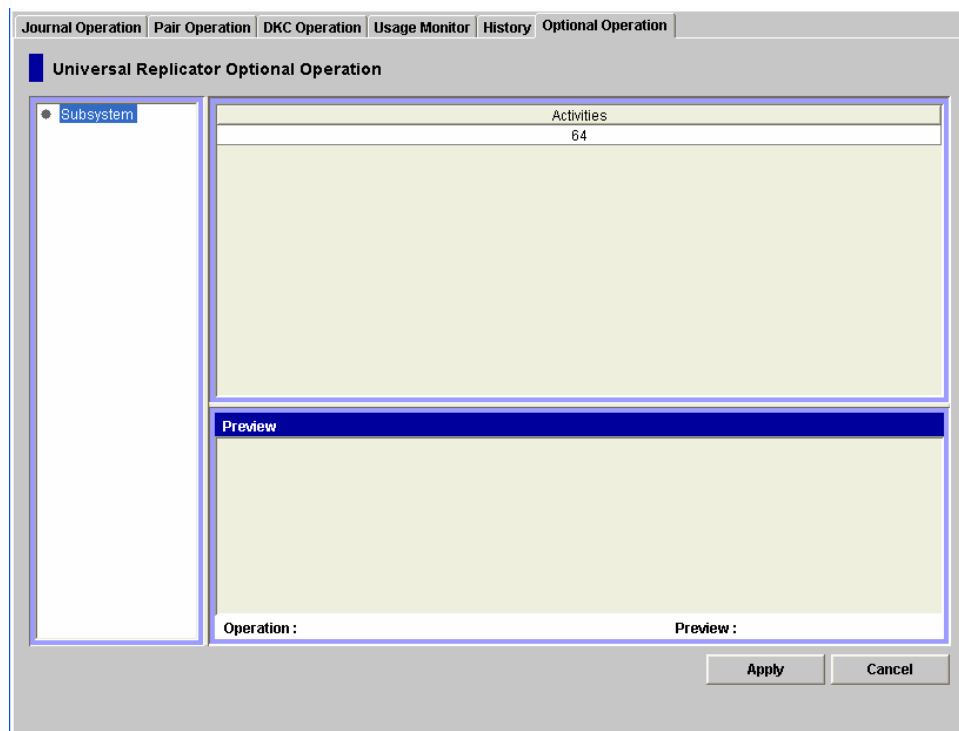 Journal Operation Pair Operation DKC Operation Usage Monitor History Optional Operation
Universal Replicator Optional Operation
Subsystem
Activities
64
Preview
Operation : Preview :
Apply Cancel